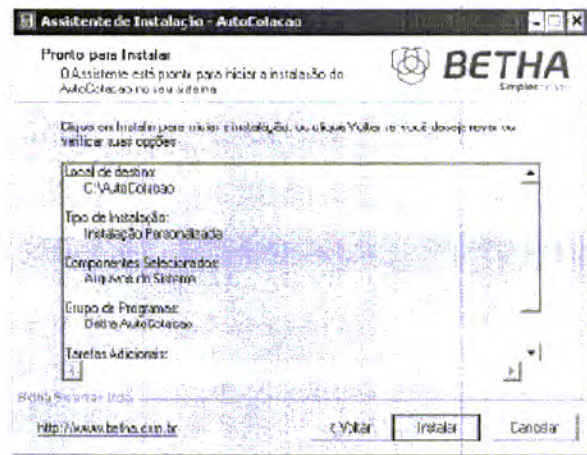 Assistente de Instalação - AutoColacao
Pronto para Instalar
O Assistente está pronto para iniciar a instalação do
AutoColacao no seu sistema.
BETHA
Clique em Instalar para iniciar a instalação, ou clique Voltar se você deseja rever ou
verificar suas opções
Local de destino:
C:\AutoColacao
Tipo de Instalação:
Instalação Personalizada
Componentes Selecionados:
Arquivos do Sistema
Grupo de Programas:
Betha AutoColacao
Tarefas Adicionais:
Betha Sistemas Ltda.
http://www.betha.com.br
< Voltar
Instalar
Cancelar